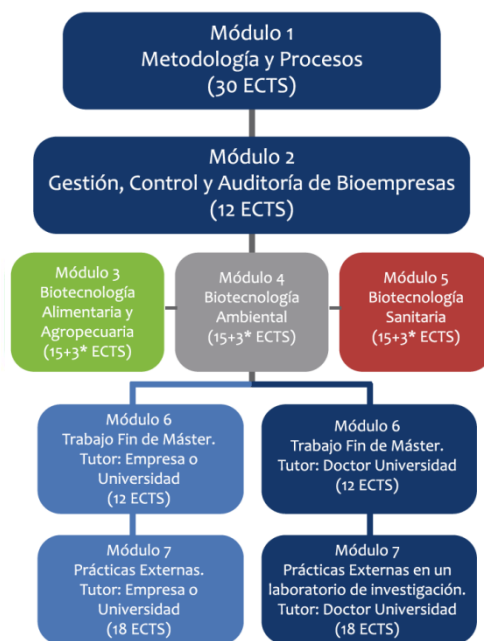 Módulo 1
Metodología y Procesos
(30 ECTS)
Módulo 2
Gestión, Control y Auditoría de Bioempresas
(12 ECTS)
Módulo 3
Biotecnología
Alimentaria y
Agropecuaria
(15+3* ECTS)
Módulo 4
Biotecnología
Ambiental
(15+3* ECTS)
Módulo 5
Biotecnología
Sanitaria
(15+3* ECTS)
Módulo 6
Trabajo Fin de Máster.
Tutor: Empresa o
Universidad
(12 ECTS)
Módulo 6
Trabajo Fin de Máster.
Tutor: Doctor Universidad
(12 ECTS)
Módulo 7
Prácticas Externas.
Tutor: Empresa o
Universidad
(18 ECTS)
Módulo 7
Prácticas Externas en un
laboratorio de investigación.
Tutor: Doctor Universidad
(18 ECTS)